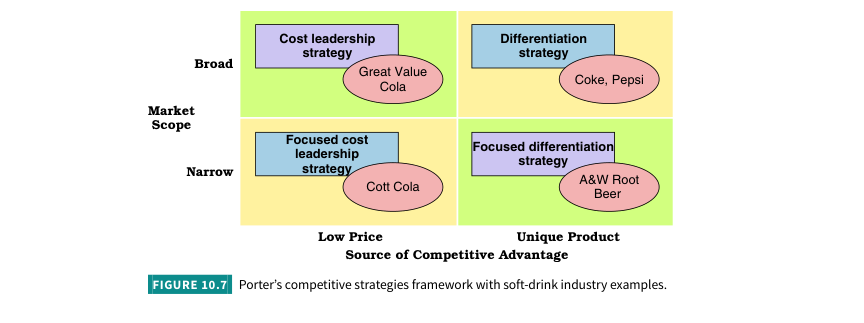 Cost leadership
strategy
Great Value
Cola
Differentiation
strategy
Coke, Pepsi
Broad
Market
Scope
Focused cost
leadership
strategy
Cott Cola
Focused differentiation
strategy
A&W Root
Beer
Narrow
Low Price
Unique Product
Source of Competitive Advantage
FIGURE 10.7 Porter’s competitive strategies framework with soft-drink industry examples.